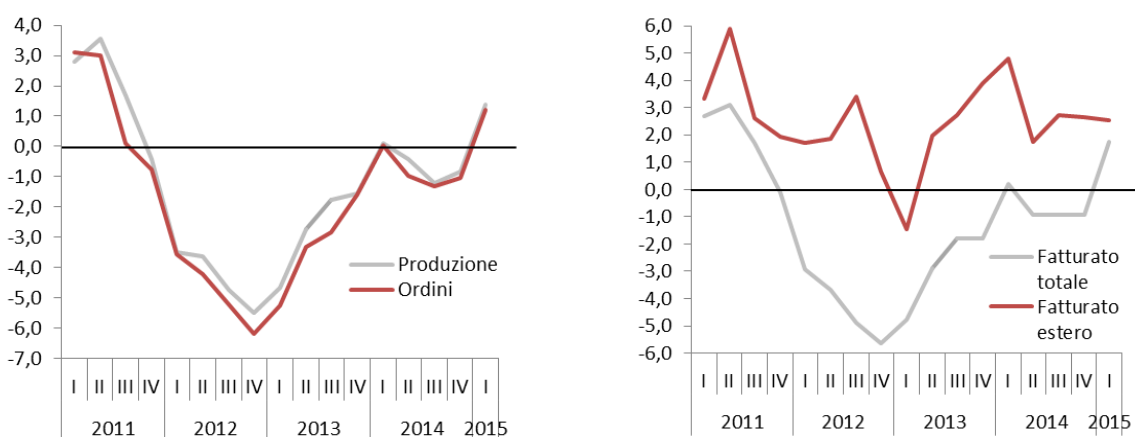 4,0
3,0
2,0
1,0
0,0
-1,0
-2,0
-3,0
-4,0
-5,0
-6,0
-7,0
Produzione
Ordini
I II III IV I II III IV I II III IV I II III IV I
2011 2012 2013 2014 2015
6,0
5,0
4,0
3,0
2,0
1,0
0,0
-1,0
-2,0
-3,0
-4,0
-5,0
-6,0
Fatturato
totale
Fatturato
estero
I II III IV I II III IV I II III IV I II III IV I
2011 2012 2013 2014 2015